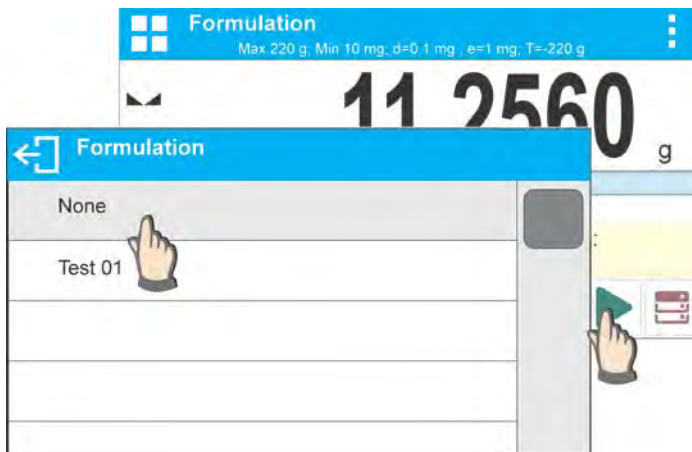 Formulation
Max 220 g; Min 10 mg; d=0.1 mg , e=1 mg; T=-220 g
11.2560
g
Formulation
None
Test 01
: